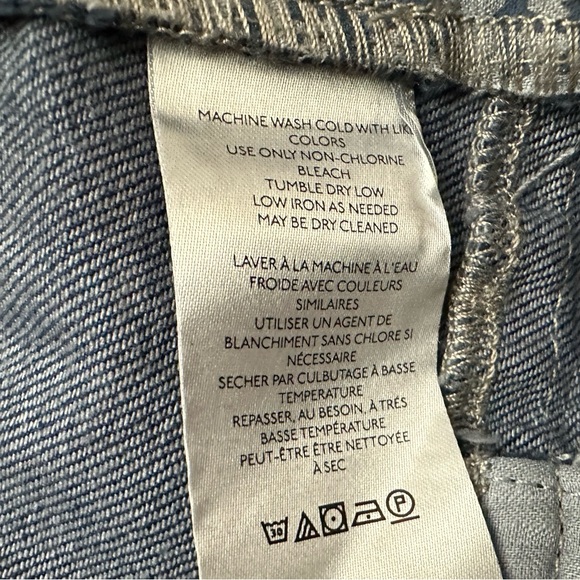 MACHINE WASH COLD WITH LIKE
COLORS
USE ONLY NON-CHLORINE
BLEACH
TUMBLE DRY LOW
LOW IRON AS NEEDED
MAY BE DRY CLEANED
LAVER À LA MACHINE À L'EAU
FROIDE AVEC COULEURS
SIMILAIRES
UTILISER UN AGENT DE
BLANCHIMENT SANS CHLORE SI
NÉCESSAIRE
SECHER PAR CULBUTAGE À BASSE
TEMPERATURE
REPASSER, AU BESOIN, À TRÉS
BASSE TEMPÉRATURE
PEUT-ÊTRE ÊTRE NETTOYÉE
À SEC
30 P